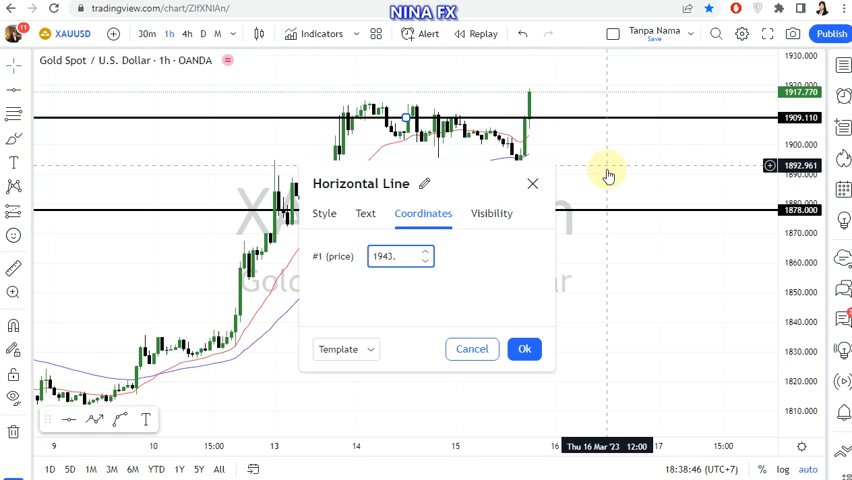 NINA FX
tradingview.com/chart/ZIfXNIAn/
11
XAUUSD
30m 1h 4h D M
Indicators
Alert
Replay
Tanpa Nama
Save
Publish
Gold Spot / U.S. Dollar · 1h · OANDA
1930.000
1917.770
1909.110
1900.000
1892.961
1878.000
1870.000
1860.000
1850.000
1840.000
1830.000
1820.000
1810.000
Horizontal Line
Style Text Coordinates Visibility
#1 (price)
1943.
Template
Cancel
Ok
9 10 15:00 13 14 15 16 Thu 16 Mar '23 12:00 17 15:00
1D 5D 1M 3M 6M YTD 1Y 5Y All
18:38:46 (UTC+7)
% log auto